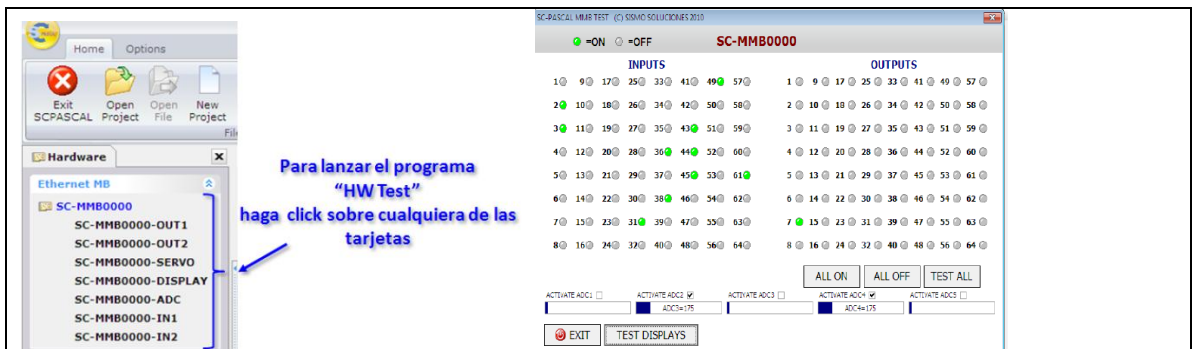 Home Options
Exit SCPASCAL
Open Project
Open File
New Project
Hardware
Ethernet MB
SC-MMB0000
SC-MMB0000-OUT1
SC-MMB0000-OUT2
SC-MMB0000-SERVO
SC-MMB0000-DISPLAY
SC-MMB0000-ADC
SC-MMB0000-IN1
SC-MMB0000-IN2
Para lanzar el programa
“HW Test”
haga click sobre cualquiera de las
tarjetas
SC-PASCAL MMB TEST (C) SISMO SOLUCIONES 2010
=ON =OFF SC-MMB0000
INPUTS OUTPUTS
1 9 17 25 33 41 49 57 1 9 17 25 33 41 49 57
2 10 18 26 34 42 50 58 2 10 18 26 34 42 50 58
3 11 19 27 35 43 51 59 3 11 19 27 35 43 51 59
4 12 20 28 36 44 52 60 4 12 20 28 36 44 52 60
5 13 21 29 37 45 53 61 5 13 21 29 37 45 53 61
6 14 22 30 38 46 54 62 6 14 22 30 38 46 54 62
7 15 23 31 39 47 55 63 7 15 23 31 39 47 55 63
8 16 24 32 40 48 56 64 8 16 24 32 40 48 56 64
ALL ON ALL OFF TEST ALL
ACTIVATE ADC1 ACTIVATE ADC2 ACTIVATE ADC3 ACTIVATE ADC4 ACTIVATE ADC5
ADC3=175 ADC4=175
EXIT TEST DISPLAYS